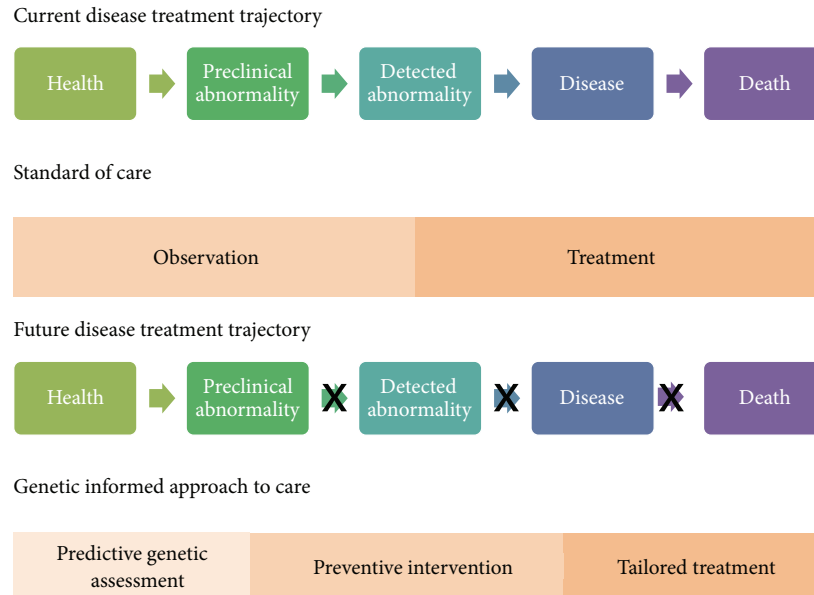 Current disease treatment trajectory
Health
Preclinical
abnormality
Detected
abnormality
Disease
Death
Standard of care
Observation
Treatment
Future disease treatment trajectory
Health
Preclinical
abnormality
X
Detected
abnormality
X
Disease
X
Death
Genetic informed approach to care
Predictive genetic
assessment
Preventive intervention
Tailored treatment